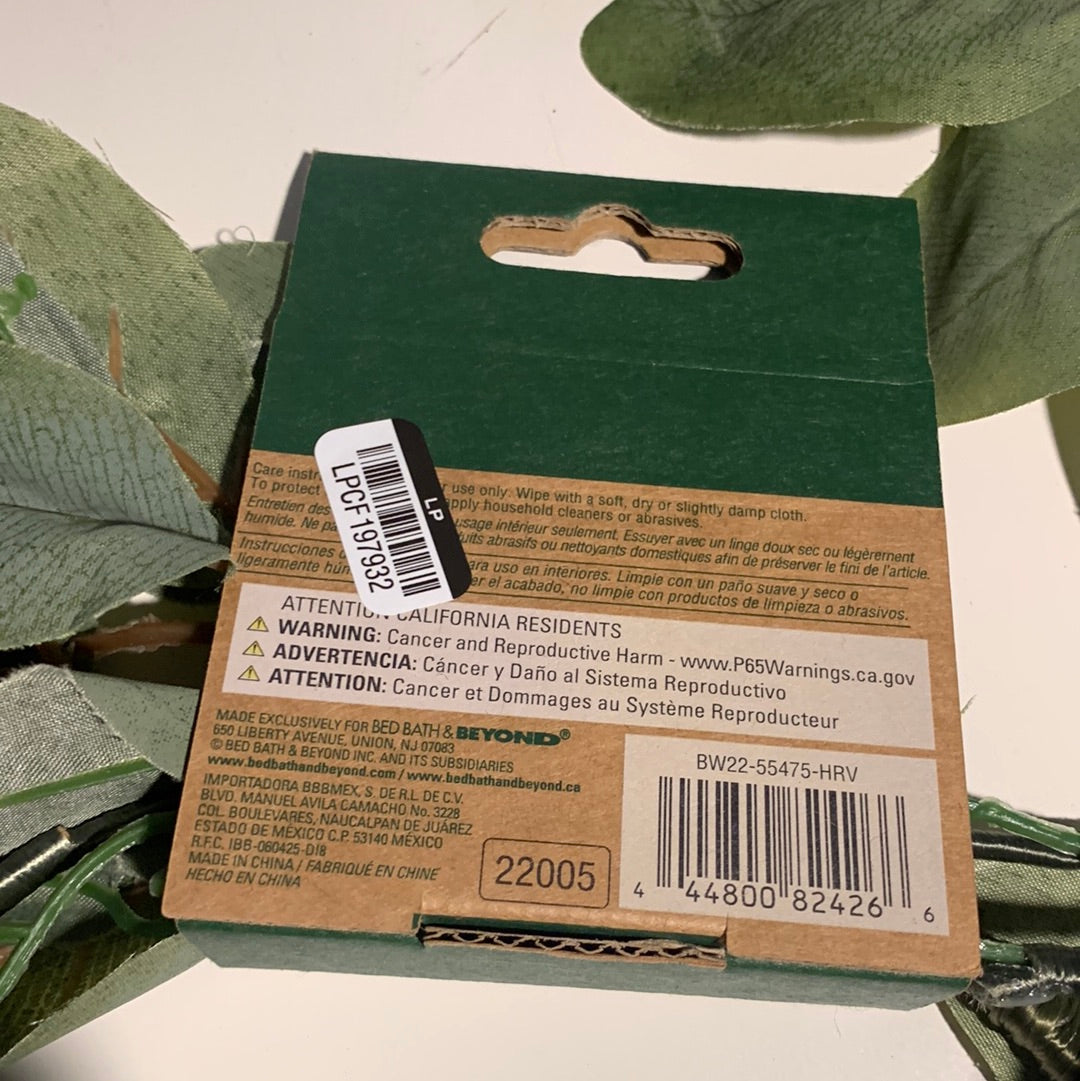 LP
LPCF197932
Care instr use only. Wipe with a soft, dry or slightly damp cloth.
To protect apply household cleaners or abrasives.
Entretien des usage intérieur seulement. Essuyer avec un linge doux sec ou légèrement
humide. Ne pa uits abrasifs ou nettoyants domestiques afin de préserver le fini de l'article.
Instrucciones ara uso en interiores. Limpie con un paño suave y seco o
ligeramente húm er el acabado, no limpie con productos de limpieza o abrasivos.
ATTENTION CALIFORNIA RESIDENTS
WARNING: Cancer and Reproductive Harm - www.P65Warnings.ca.gov
ADVERTENCIA: Cáncer y Daño al Sistema Reproductivo
ATTENTION: Cancer et Dommages au Système Reproducteur
MADE EXCLUSIVELY FOR BED BATH & BEYOND®
650 LIBERTY AVENUE, UNION, NJ 07083
© BED BATH & BEYOND INC. AND ITS SUBSIDIARIES
www.bedbathandbeyond.com / www.bedbathandbeyond.ca
IMPORTADORA BBBMEX, S. DE R.L. DE C.V.
BLVD. MANUEL AVILA CAMACHO No. 3228
COL. BOULEVARES, NAUCALPAN DE JUÁREZ
ESTADO DE MÉXICO C.P. 53140 MÉXICO
R.F.C. IBB-060425-DI8
MADE IN CHINA / FABRIQUÉ EN CHINE
HECHO EN CHINA
22005
BW22-55475-HRV
4 44800 82426 6